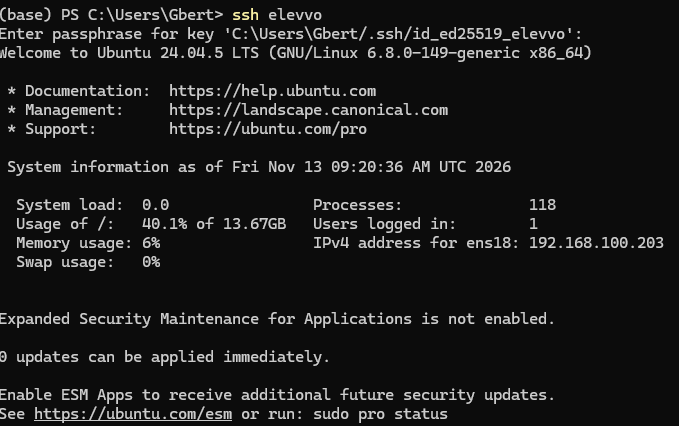 (base) PS C:\Users\Gbert> ssh elevvo
Enter passphrase for key 'C:\Users\Gbert/.ssh/id_ed25519_elevvo':
Welcome to Ubuntu 24.04.5 LTS (GNU/Linux 6.8.0-149-generic x86_64)
* Documentation:  https://help.ubuntu.com
* Management:     https://landscape.canonical.com
* Support:        https://ubuntu.com/pro
System information as of Fri Nov 13 09:20:36 AM UTC 2026
System load:  0.0                Processes:              118
Usage of /:   40.1% of 13.67GB   Users logged in:        1
Memory usage: 6%                 IPv4 address for ens18: 192.168.100.203
Swap usage:   0%
Expanded Security Maintenance for Applications is not enabled.
0 updates can be applied immediately.
Enable ESM Apps to receive additional future security updates.
See https://ubuntu.com/esm or run: sudo pro status